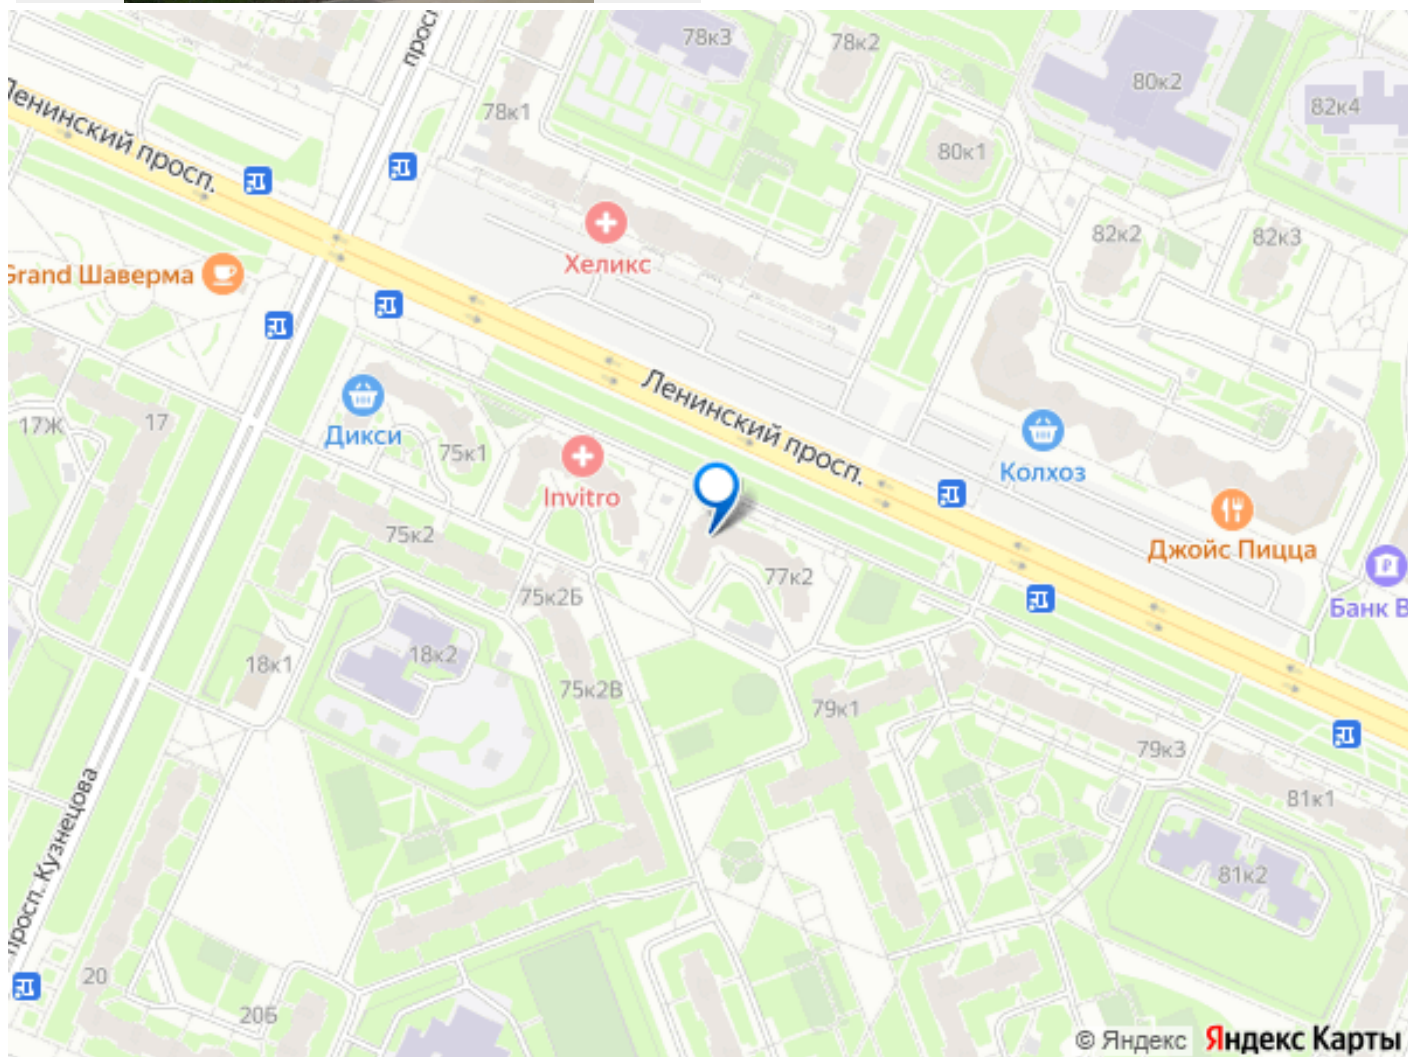 78к3
78к2
80к2
82к4
прос
78к1
Ленинский просп.
80к1
82к2
82к3
Хеликс
Grand Шаверма
Ленинский просп.
17Ж
17
Дикси
75к1
Invitro
Колхоз
Джойс Пицца
75к2
77к2
75к2Б
Банк В
18к1
18к2
75к2В
79к1
79к3
81к1
просп. Кузнецова
81к2
20
20Б
© Яндекс Яндекс Карты